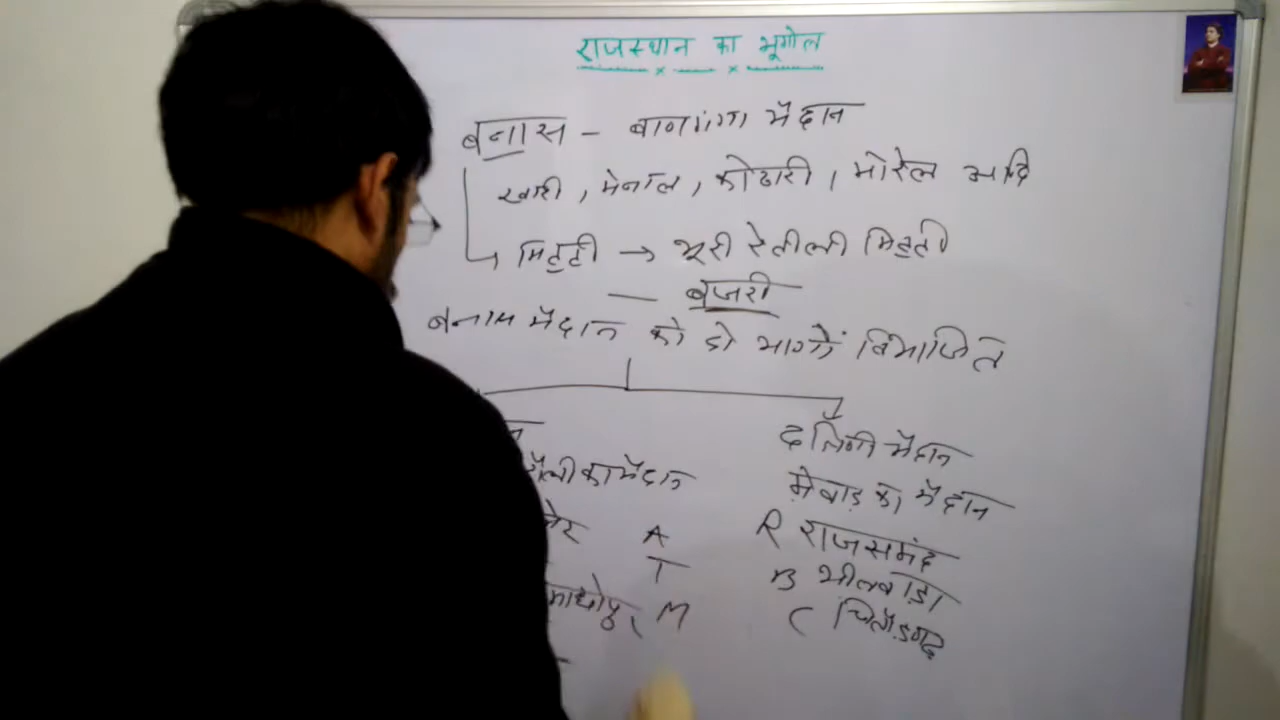 राजस्थान का भूगोल
बनास - बाणगंगा मैदान
खारी, मेनाल, कोठारी, मोरेल आदि
मिट्टी → भूरी रेतीली मिट्टी
— बजरी
बनास मैदान को दो भागों विभाजित
दक्षिणी मैदान
का मैदान मेवाड़ का मैदान
A R राजसमंद
T B भीलवाड़ा
माधोपुर M C चितौड़गढ़